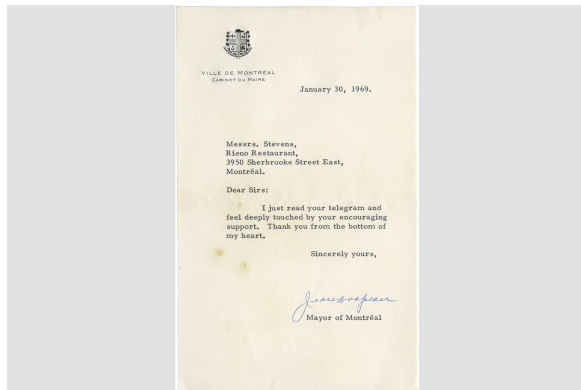 VILLE DE MONTRÉAL
CABINET DU MAIRE
January 30, 1969.
Messrs. Stevens,
Rieno Restaurant,
3950 Sherbrooke Street East,
Montréal.
Dear Sirs:
I just read your telegram and
feel deeply touched by your encouraging
support. Thank you from the bottom of
my heart.
Sincerely yours,
Jean Drapeau
Mayor of Montréal